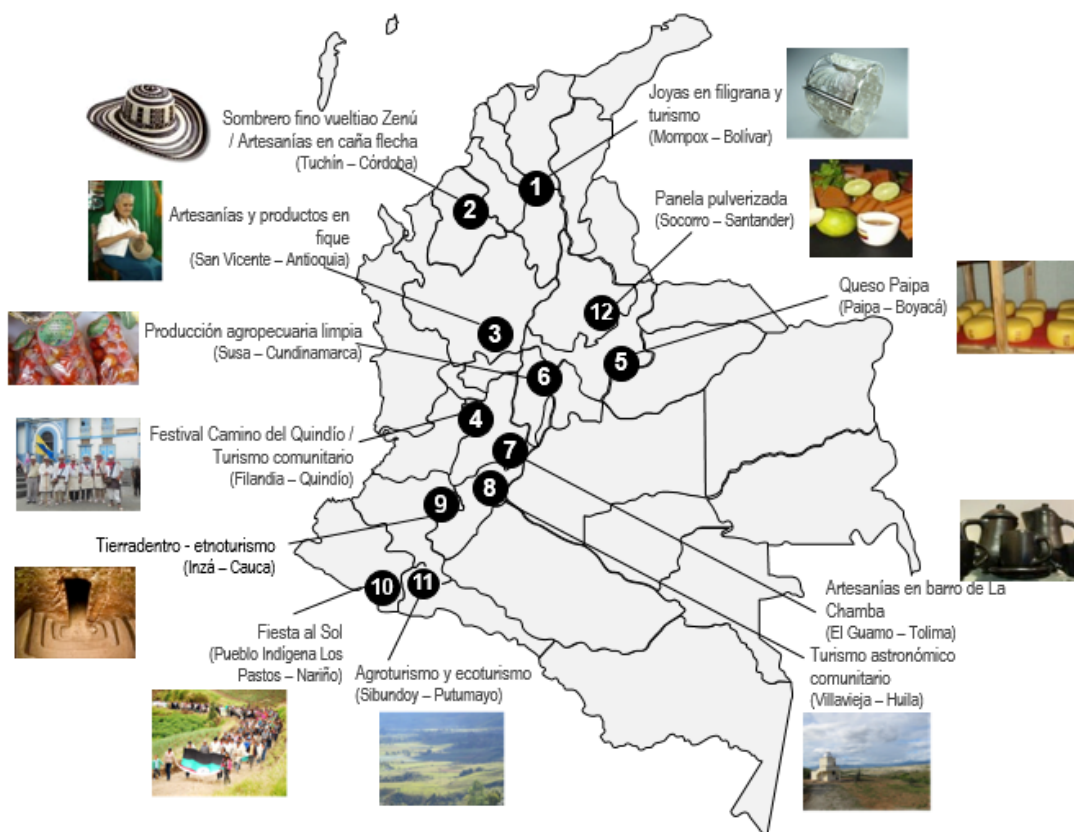 Joyas en filigrana y
turismo
(Mompox – Bolívar)
Sombrero fino vueltiao Zenú
/ Artesanías en caña flecha
(Tuchín – Córdoba)
1
Panela pulverizada
(Socorro – Santander)
2
Artesanías y productos en
fique
(San Vicente – Antioquia)
Queso Paipa
(Paipa – Boyacá)
12
3
Producción agropecuaria limpia
(Susa – Cundinamarca)
5
6
4
Festival Camino del Quindío /
Turismo comunitario
(Filandia – Quindío)
7
8
9
Tierradentro - etnoturismo
(Inzá – Cauca)
10
11
Artesanías en barro de La
Chamba
(El Guamo – Tolima)
Fiesta al Sol
(Pueblo Indígena Los
Pastos – Nariño)
Agroturismo y ecoturismo
(Sibundoy – Putumayo)
Turismo astronómico
comunitario
(Villavieja – Huila)